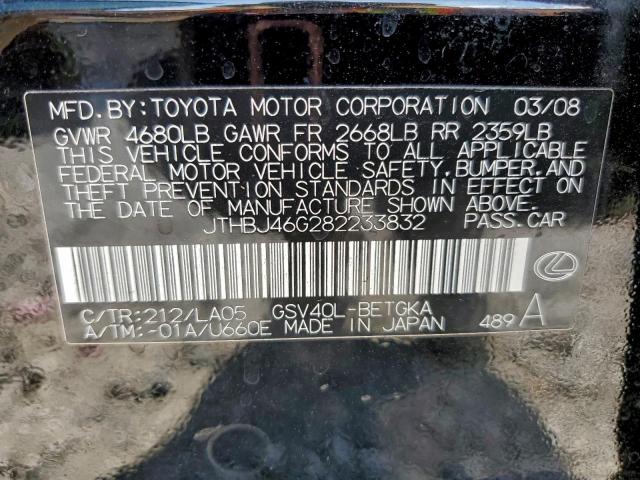 MFD. BY: TOYOTA MOTOR CORPORATION 03/08
GVWR 4680LB GAWR FR 2668LB RR 2359LB
THIS VEHICLE CONFORMS TO ALL APPLICABLE
FEDERAL MOTOR VEHICLE SAFETY, BUMPER, AND
THEFT PREVENTION STANDARDS IN EFFECT ON
THE DATE OF MANUFACTURE SHOWN ABOVE.
JTHBJ46G282233832 PASS.CAR
C/TR:212/LA05 GSV40L-BETGKA
A/TM:-01A/U660E MADE IN JAPAN 489 A